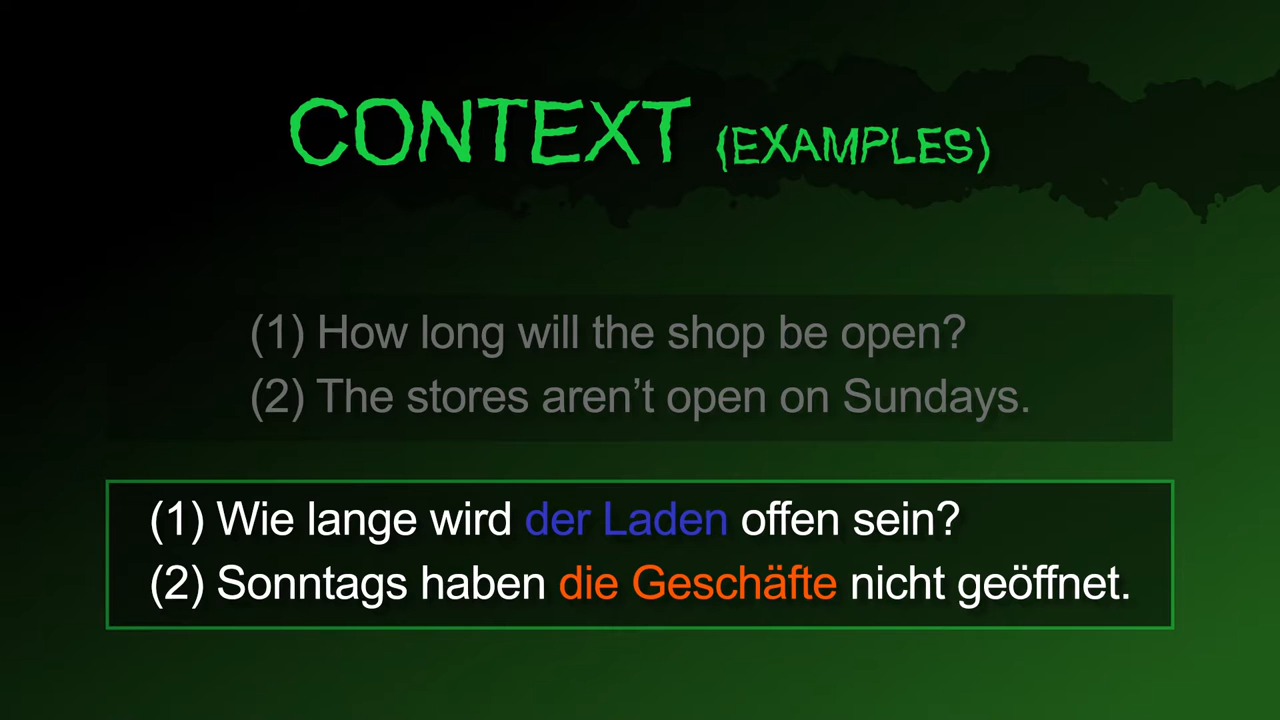 CONTEXT (EXAMPLES)
(1) How long will the shop be open?
(2) The stores aren’t open on Sundays.
(1) Wie lange wird der Laden offen sein?
(2) Sonntags haben die Geschäfte nicht geöffnet.